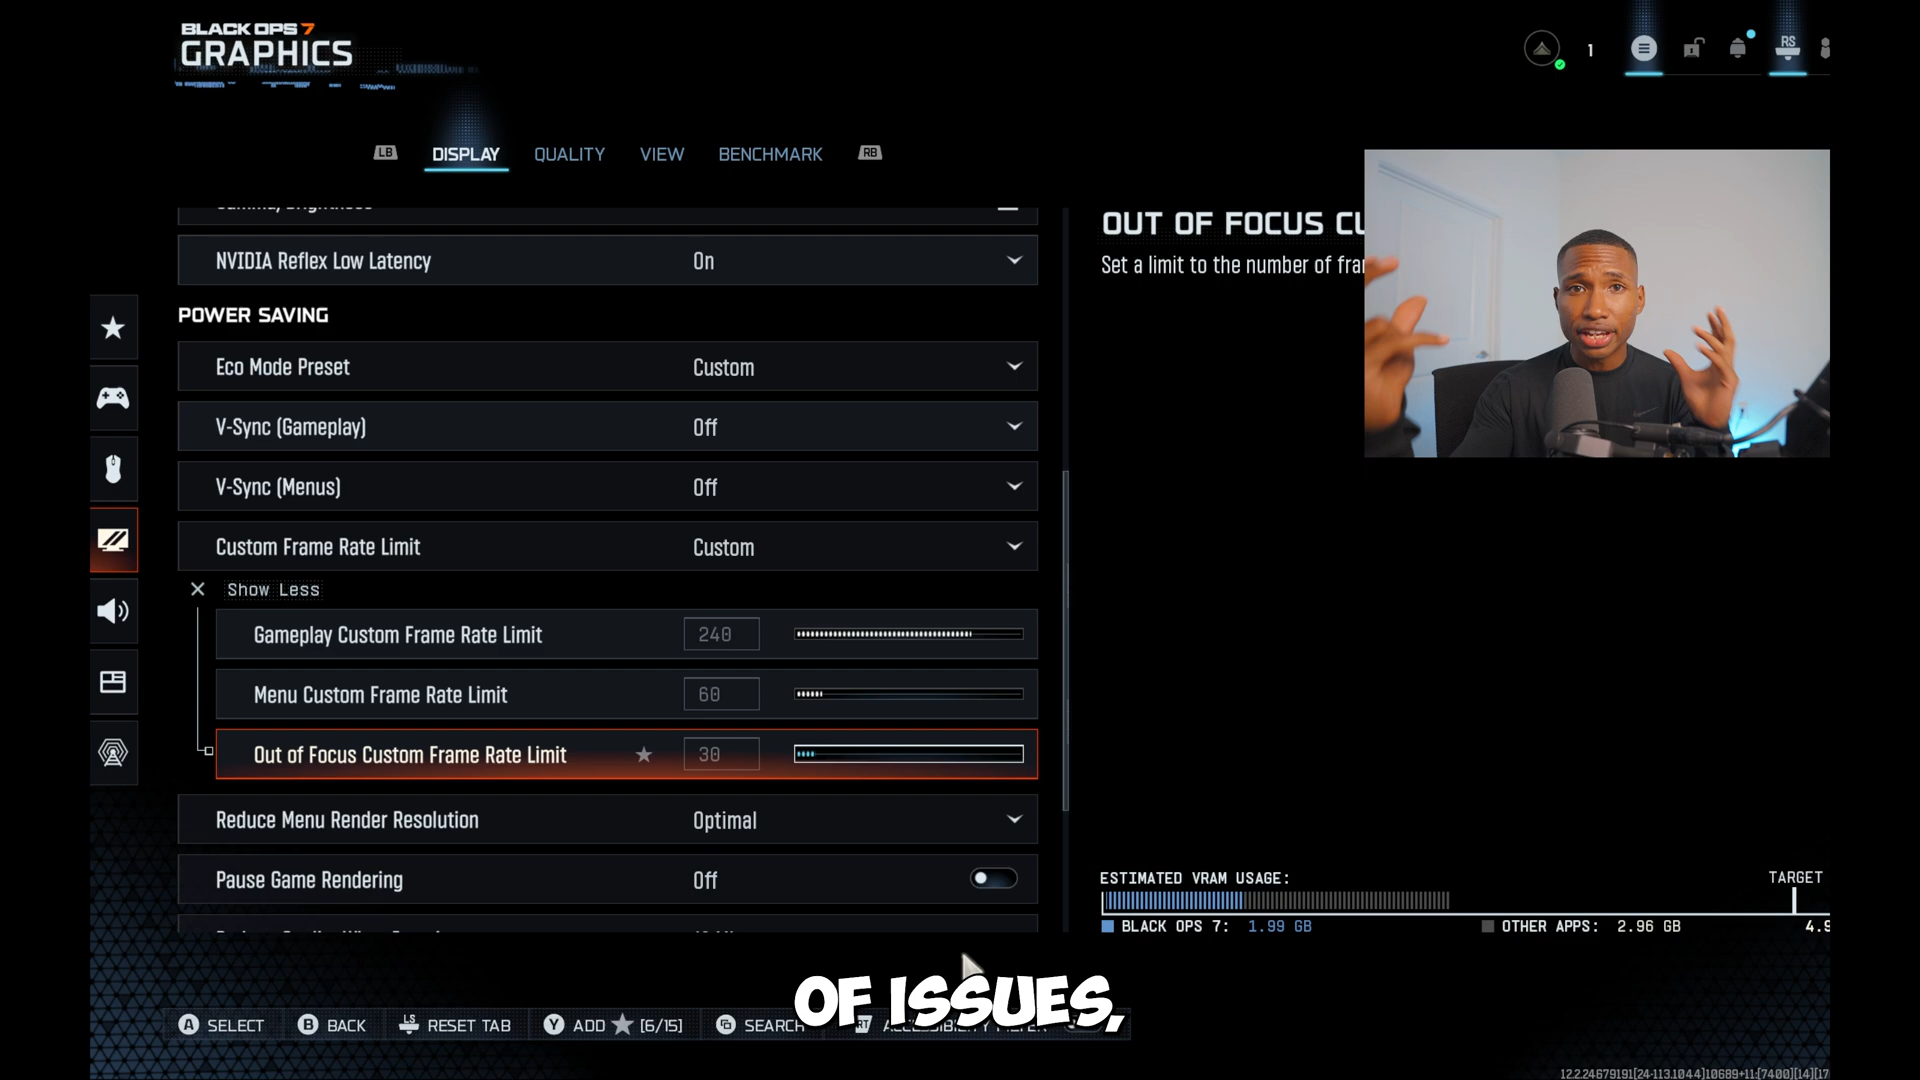 BLACK OPS 7
GRAPHICS
1
RS
LB
DISPLAY
QUALITY
VIEW
BENCHMARK
RB
OUT OF FOCUS CU
Set a limit to the number of fra
NVIDIA Reflex Low Latency
On
POWER SAVING
Eco Mode Preset
Custom
V-Sync (Gameplay)
Off
V-Sync (Menus)
Off
Custom Frame Rate Limit
Custom
Show Less
Gameplay Custom Frame Rate Limit
240
Menu Custom Frame Rate Limit
60
Out of Focus Custom Frame Rate Limit
30
Reduce Menu Render Resolution
Optimal
Pause Game Rendering
Off
ESTIMATED VRAM USAGE:
TARGET
BLACK OPS 7: 1.99 GB
OTHER APPS: 2.96 GB
4.9
OF ISSUES,
A SELECT
B BACK
LS RESET TAB
Y ADD [6/15]
SEARCH